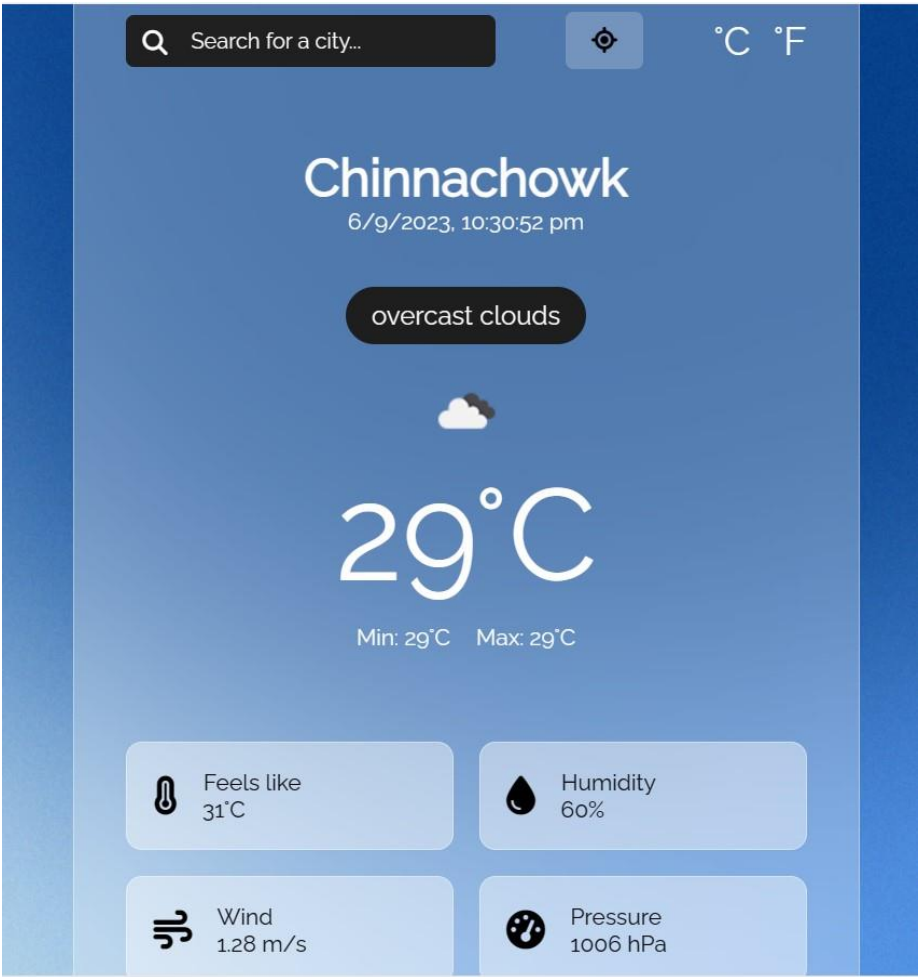 Search for a city...
°C °F
Chinnachowk
6/9/2023, 10:30:52 pm
overcast clouds
29°C
Min: 29°C Max: 29°C
Feels like
31°C
Humidity
60%
Wind
1.28 m/s
Pressure
1006 hPa